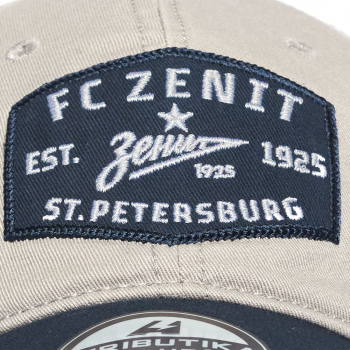 FC ZENIT
EST. Зенит 1925
1925
ST. PETERSBURG